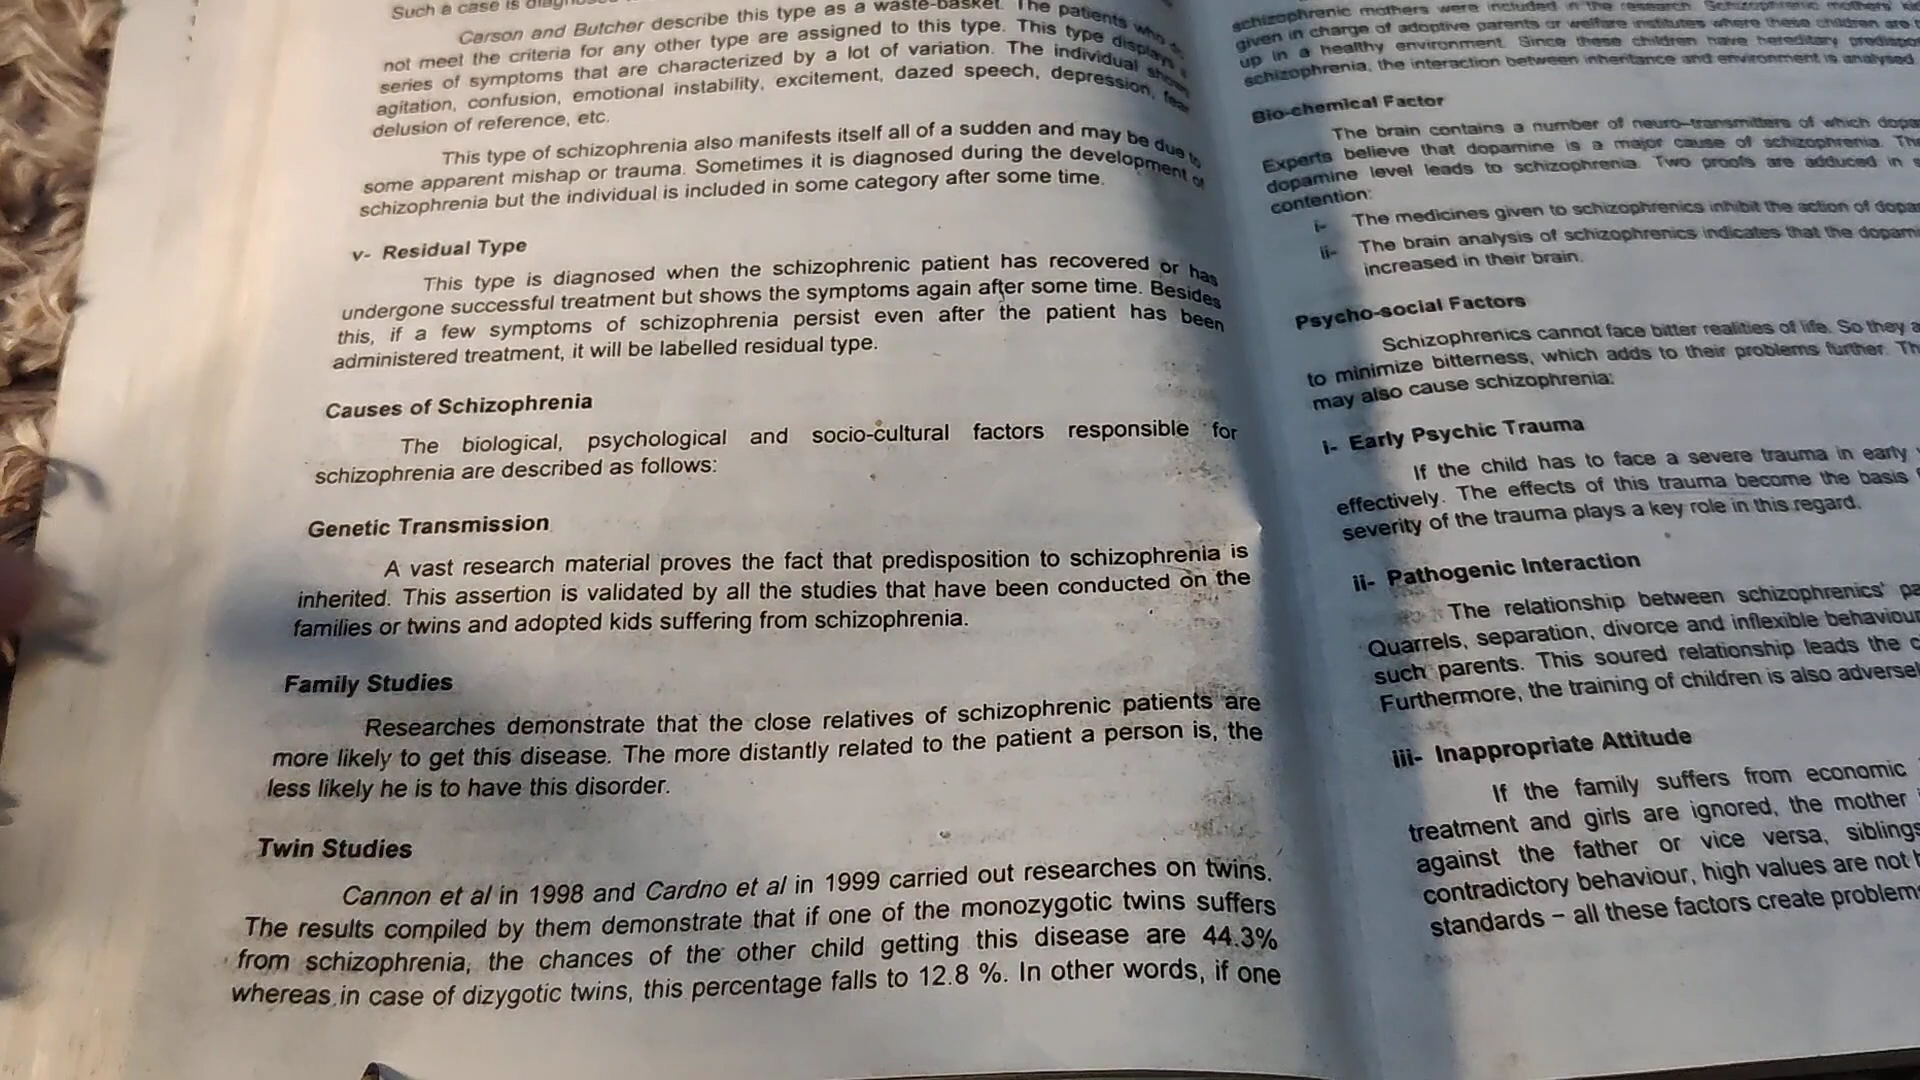 Such a case is
Carson and Butcher describe this type as a waste-basket. The patients who
not meet the criteria for any other type are assigned to this type. This type displays a
series of symptoms that are characterized by a lot of variation. The individual shows
agitation, confusion, emotional instability, excitement, dazed speech, depression, fear
delusion of reference, etc.
This type of schizophrenia also manifests itself all of a sudden and may be due to
some apparent mishap or trauma. Sometimes it is diagnosed during the development of
schizophrenia but the individual is included in some category after some time.
v- Residual Type
This type is diagnosed when the schizophrenic patient has recovered or has
undergone successful treatment but shows the symptoms again after some time. Besides
this, if a few symptoms of schizophrenia persist even after the patient has been
administered treatment, it will be labelled residual type.
Causes of Schizophrenia
The biological, psychological and socio-cultural factors responsible for
schizophrenia are described as follows:
Genetic Transmission
A vast research material proves the fact that predisposition to schizophrenia is
inherited. This assertion is validated by all the studies that have been conducted on the
families or twins and adopted kids suffering from schizophrenia.
Family Studies
Researches demonstrate that the close relatives of schizophrenic patients are
more likely to get this disease. The more distantly related to the patient a person is, the
less likely he is to have this disorder.
Twin Studies
Cannon et al in 1998 and Cardno et al in 1999 carried out researches on twins.
The results compiled by them demonstrate that if one of the monozygotic twins suffers
from schizophrenia, the chances of the other child getting this disease are 44.3%
whereas in case of dizygotic twins, this percentage falls to 12.8 %. In other words, if one
schizophrenic mothers were included in the research. Schizophrenic mothers'
given in charge of adoptive parents or welfare institutes where these children are
up in a healthy environment. Since these children have hereditary
schizophrenia, the interaction between inheritance and environment is analysed.
Bio-chemical Factor
The brain contains a number of neuro-transmitters of which
Experts believe that dopamine is a major cause of schizophrenia.
dopamine level leads to schizophrenia. Two proofs are adduced in
contention:
i- The medicines given to schizophrenics inhibit the action of
ii- The brain analysis of schizophrenics indicates that the
increased in their brain.
Psycho-social Factors
Schizophrenics cannot face bitter realities of life. So they
to minimize bitterness, which adds to their problems further.
may also cause schizophrenia:
i- Early Psychic Trauma
If the child has to face a severe trauma in early
effectively. The effects of this trauma become the basis
severity of the trauma plays a key role in this regard.
ii- Pathogenic Interaction
The relationship between schizophrenics'
Quarrels, separation, divorce and inflexible behaviour
such parents. This soured relationship leads the
Furthermore, the training of children is also
iii- Inappropriate Attitude
If the family suffers from economic
treatment and girls are ignored, the mother
against the father or vice versa, siblings
contradictory behaviour, high values are not
standards – all these factors create